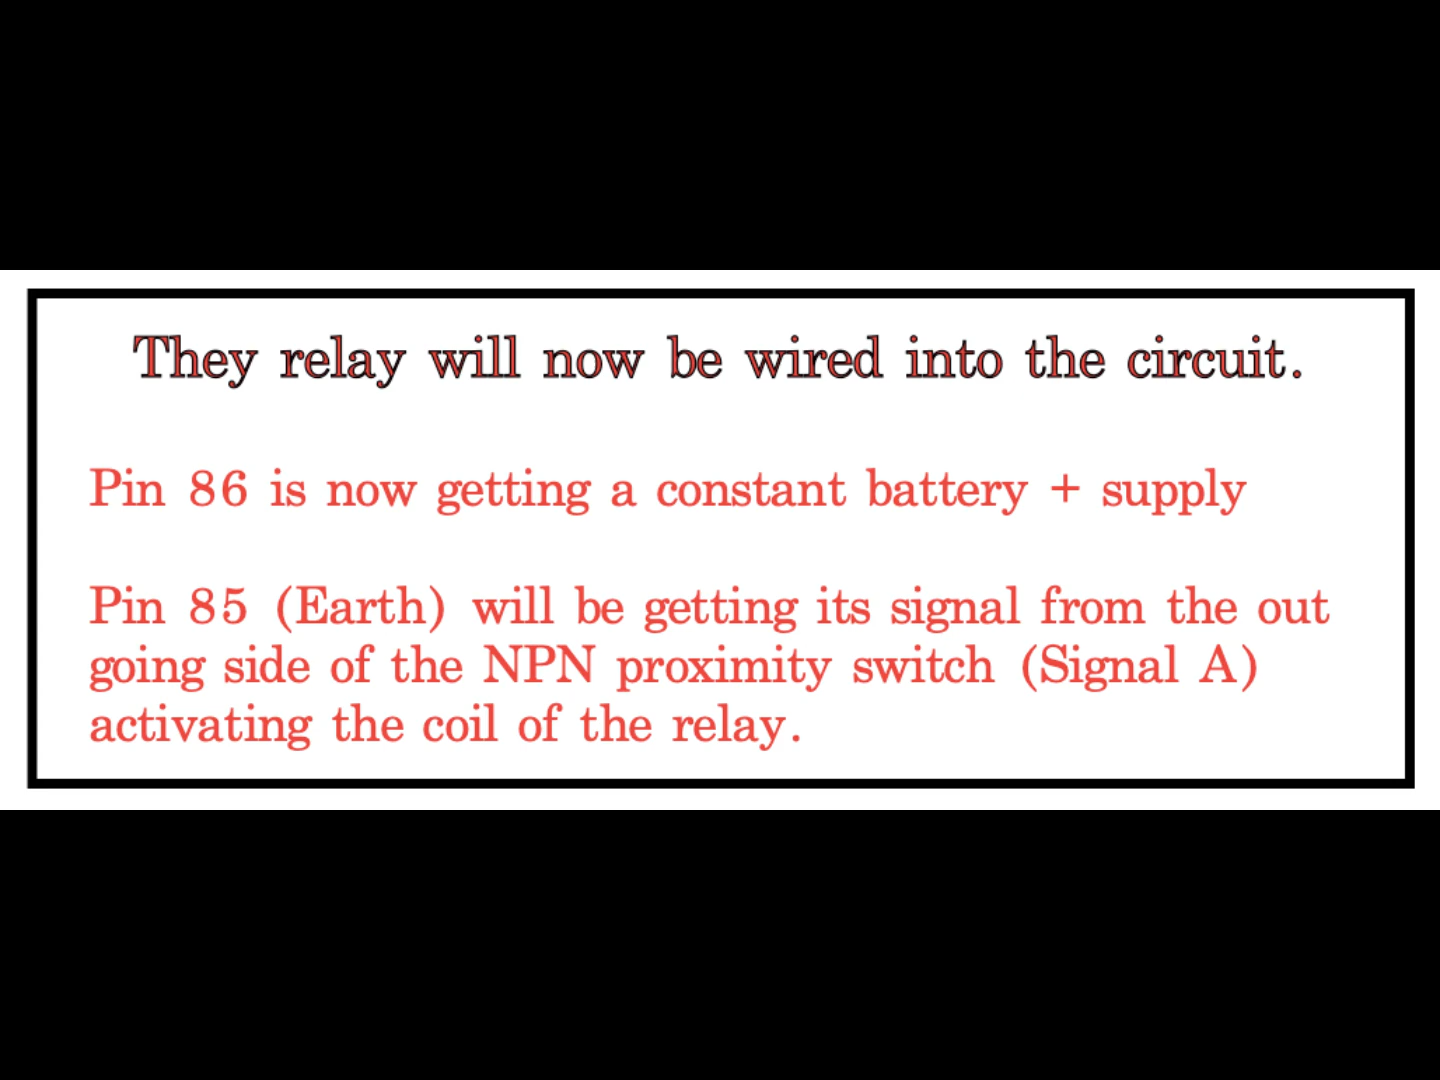 They relay will now be wired into the circuit.
Pin 86 is now getting a constant battery + supply
Pin 85 (Earth) will be getting its signal from the out
going side of the NPN proximity switch (Signal A)
activating the coil of the relay.